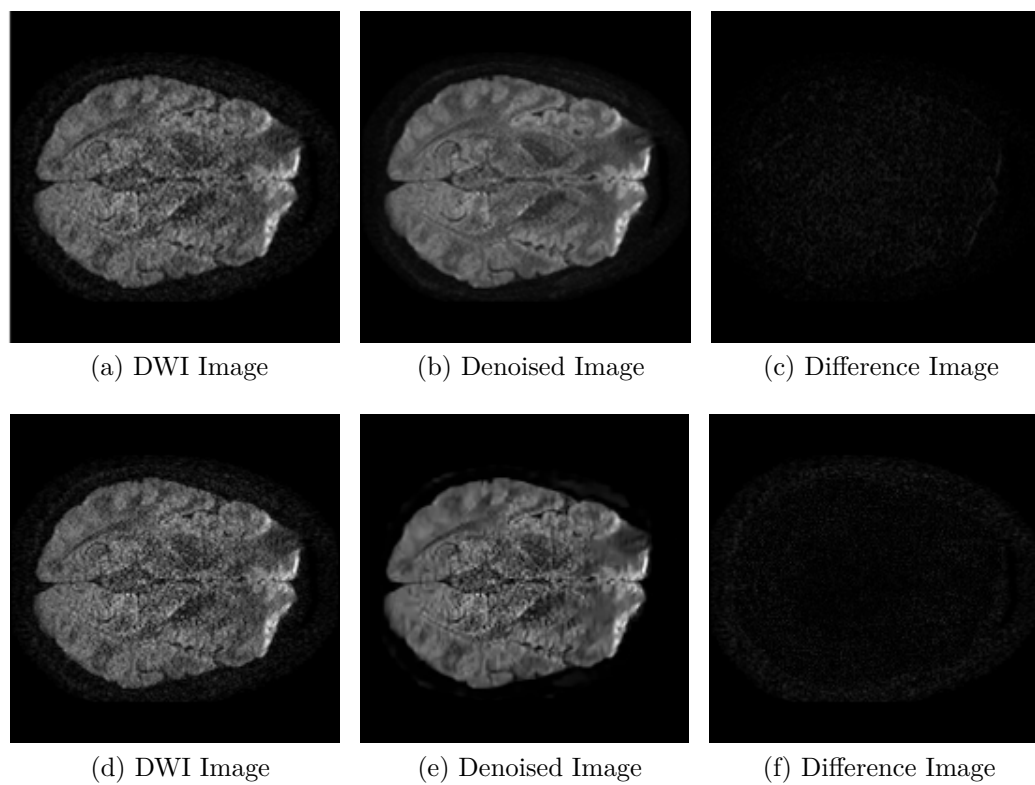 (a) DWI Image
(b) Denoised Image
(c) Difference Image
(d) DWI Image
(e) Denoised Image
(f) Difference Image